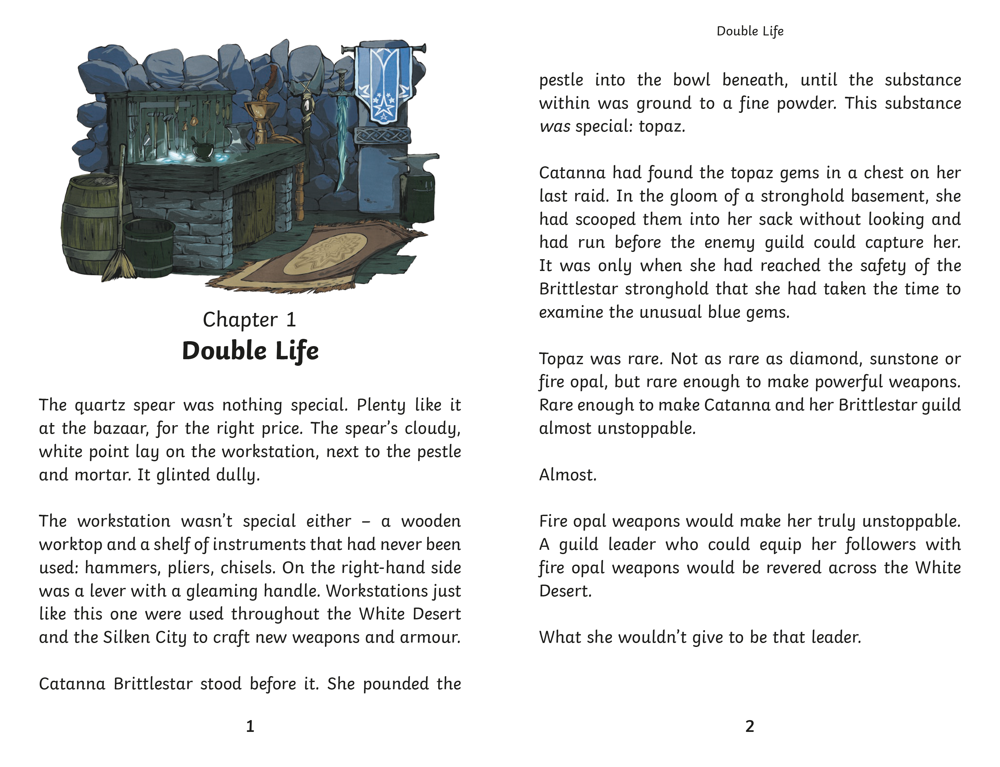 Chapter 1
Double Life
The quartz spear was nothing special. Plenty like it
at the bazaar, for the right price. The spear’s cloudy,
white point lay on the workstation, next to the pestle
and mortar. It glinted dully.
The workstation wasn’t special either – a wooden
worktop and a shelf of instruments that had never been
used: hammers, pliers, chisels. On the right-hand side
was a lever with a gleaming handle. Workstations just
like this one were used throughout the White Desert
and the Silken City to craft new weapons and armour.
Catanna Brittlestar stood before it. She pounded the
1
Double Life
pestle into the bowl beneath, until the substance
within was ground to a fine powder. This substance
was special: topaz.
Catanna had found the topaz gems in a chest on her
last raid. In the gloom of a stronghold basement, she
had scooped them into her sack without looking and
had run before the enemy guild could capture her.
It was only when she had reached the safety of the
Brittlestar stronghold that she had taken the time to
examine the unusual blue gems.
Topaz was rare. Not as rare as diamond, sunstone or
fire opal, but rare enough to make powerful weapons.
Rare enough to make Catanna and her Brittlestar guild
almost unstoppable.
Almost.
Fire opal weapons would make her truly unstoppable.
A guild leader who could equip her followers with
fire opal weapons would be revered across the White
Desert.
What she wouldn’t give to be that leader.
2